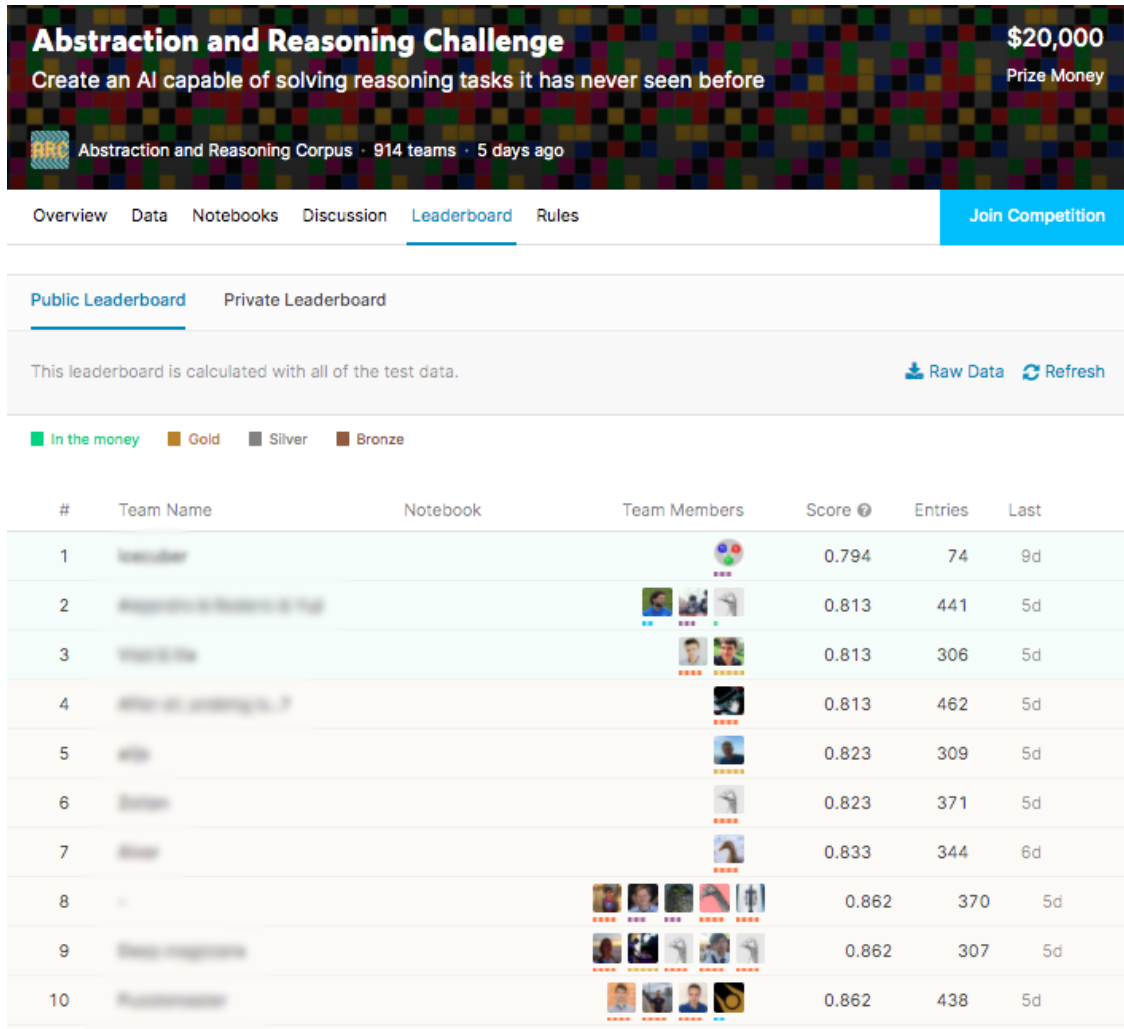 Abstraction and Reasoning Challenge
$20,000
Create an AI capable of solving reasoning tasks it has never seen before
Prize Money
ARC
Abstraction and Reasoning Corpus · 914 teams · 5 days ago
Overview Data Notebooks Discussion Leaderboard Rules Join Competition
Public Leaderboard Private Leaderboard
This leaderboard is calculated with all of the test data.
Raw Data Refresh
In the money Gold Silver Bronze
# Team Name Notebook Team Members Score Entries Last
1 0.794 74 9d
2 0.813 441 5d
3 0.813 306 5d
4 0.813 462 5d
5 0.823 309 5d
6 0.823 371 5d
7 0.833 344 6d
8 0.862 370 5d
9 0.862 307 5d
10 0.862 438 5d